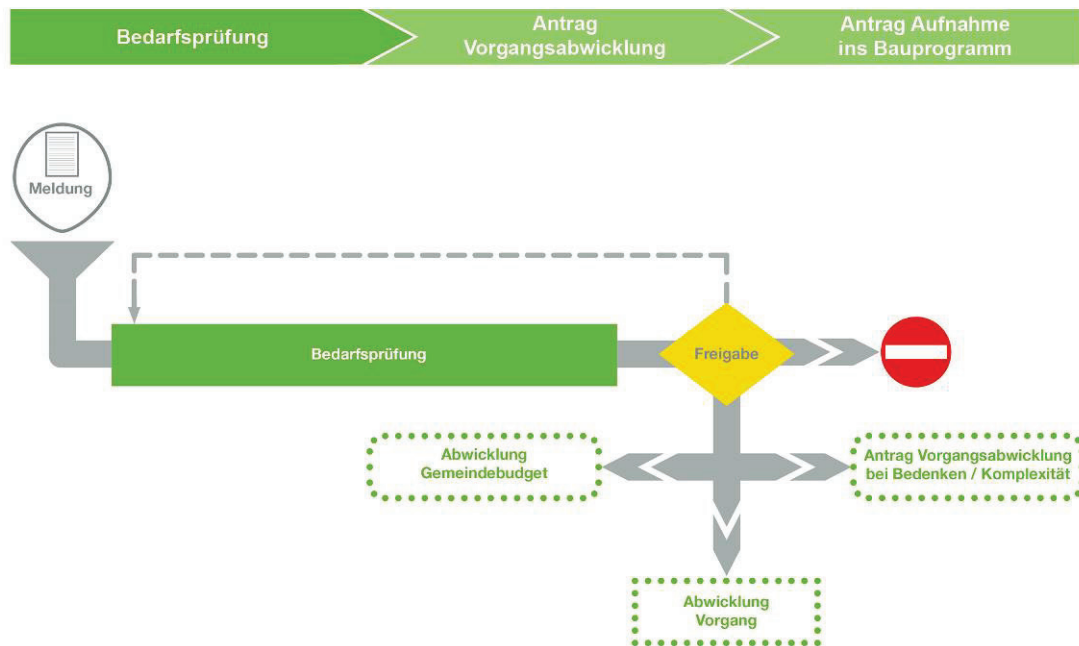 Bedarfsprüfung
Antrag
Vorgangsabwicklung
Antrag Aufnahme
ins Bauprogramm
Meldung
Bedarfsprüfung
Freigabe
Abwicklung
Gemeindebudget
Antrag Vorgangsabwicklung
bei Bedenken / Komplexität
Abwicklung
Vorgang